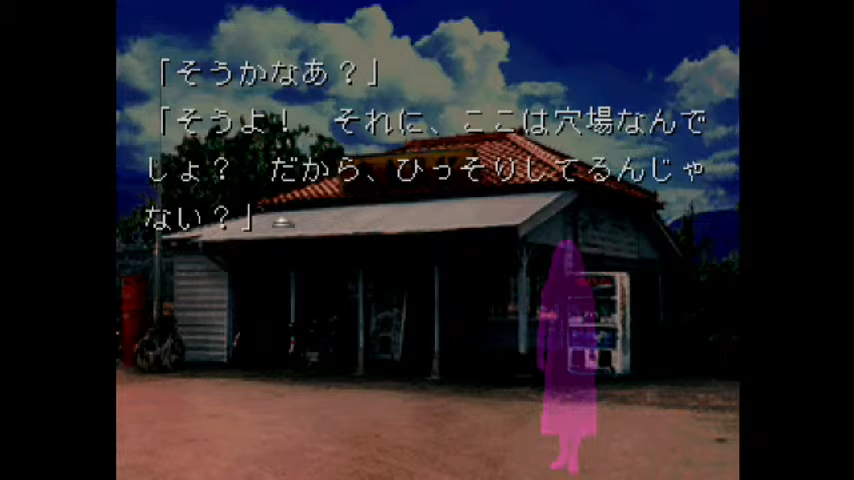 「そうかなあ？」
「そうよ！　それに、ここは穴場なんで
しょ？　だから、ひっそりしてるんじゃ
ない？」